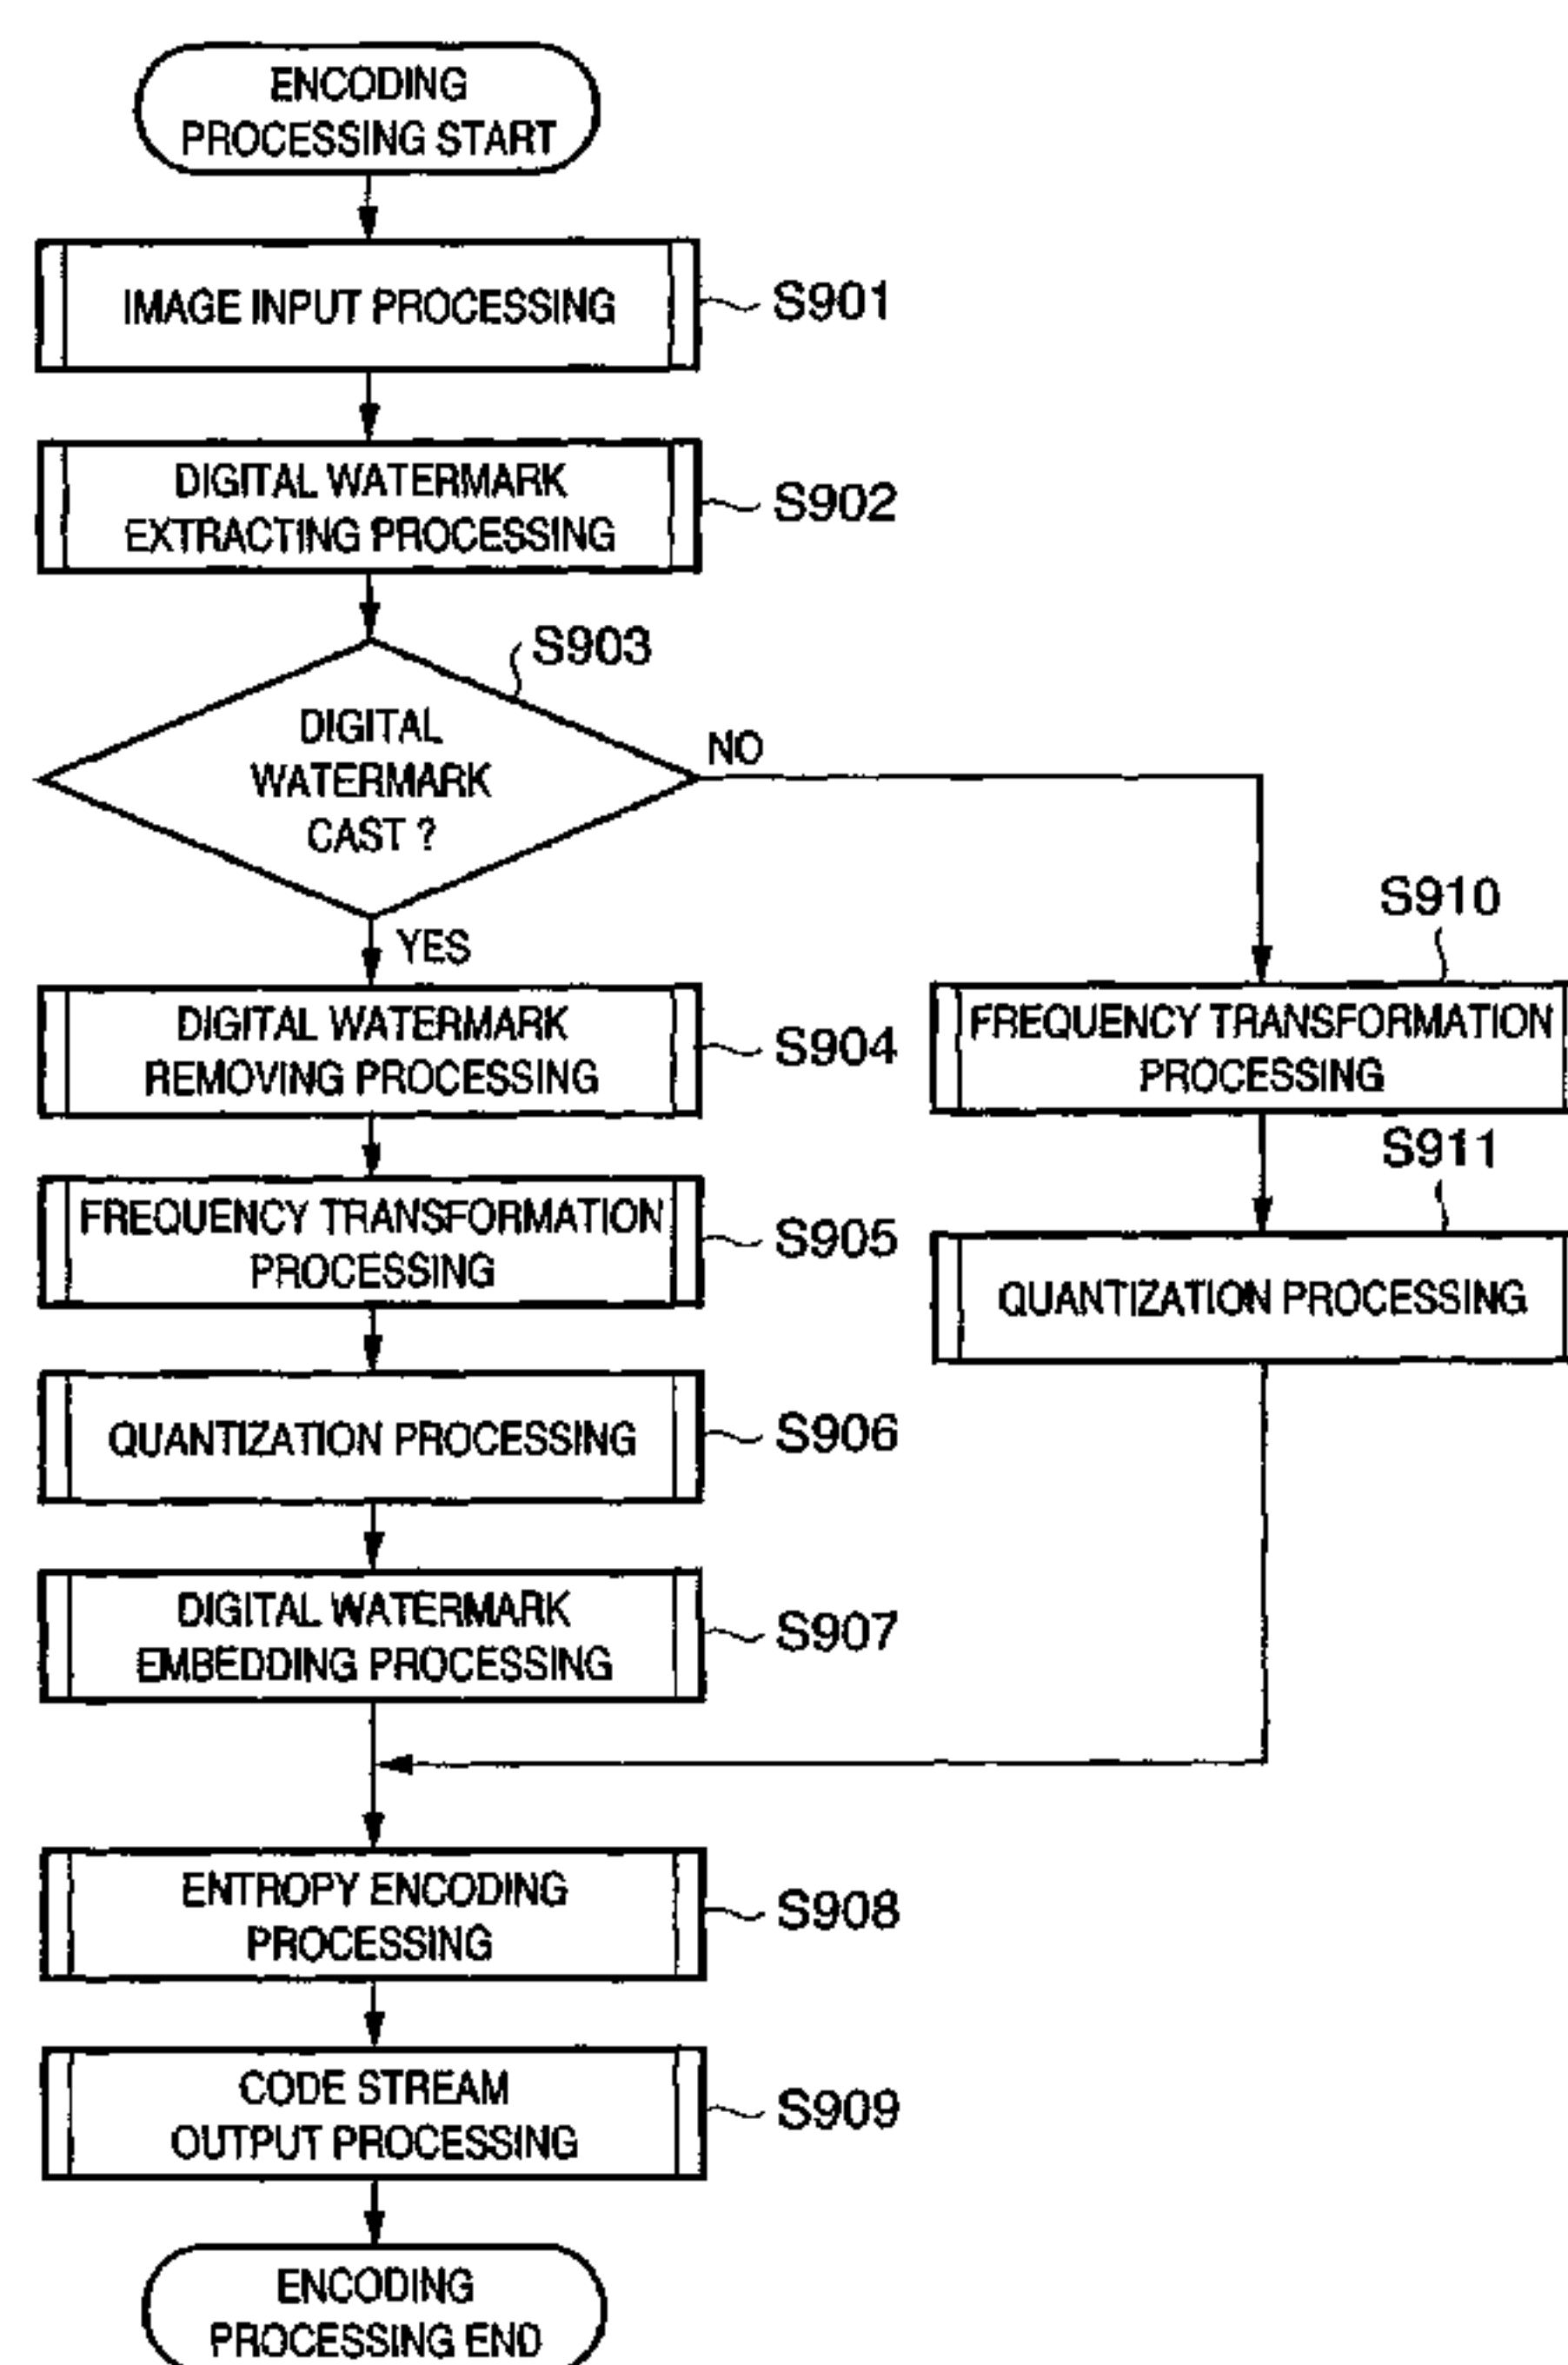 ENCODING
PROCESSING START
IMAGE INPUT PROCESSING
S901
DIGITAL WATERMARK
EXTRACTING PROCESSING
S902
S903
DIGITAL
WATERMARK
CAST ?
NO
YES
DIGITAL WATERMARK
REMOVING PROCESSING
S904
S910
FREQUENCY TRANSFORMATION
PROCESSING
FREQUENCY TRANSFORMATION
PROCESSING
S905
S911
QUANTIZATION PROCESSING
QUANTIZATION PROCESSING
S906
DIGITAL WATERMARK
EMBEDDING PROCESSING
S907
ENTROPY ENCODING
PROCESSING
S908
CODE STREAM
OUTPUT PROCESSING
S909
ENCODING
PROCESSING END